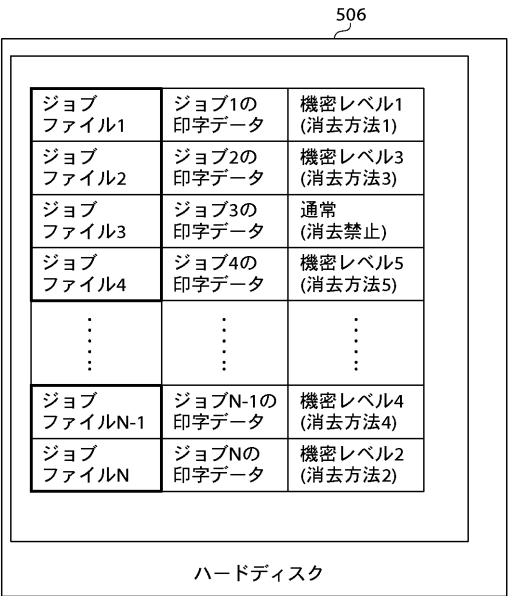 506
ジョブ
ファイル1
ジョブ1の
印字データ
機密レベル1
(消去方法1)
ジョブ
ファイル2
ジョブ2の
印字データ
機密レベル3
(消去方法3)
ジョブ
ファイル3
ジョブ3の
印字データ
通常
(消去禁止)
ジョブ
ファイル4
ジョブ4の
印字データ
機密レベル5
(消去方法5)
ジョブ
ファイルN-1
ジョブN-1の
印字データ
機密レベル4
(消去方法4)
ジョブ
ファイルN
ジョブNの
印字データ
機密レベル2
(消去方法2)
ハードディスク